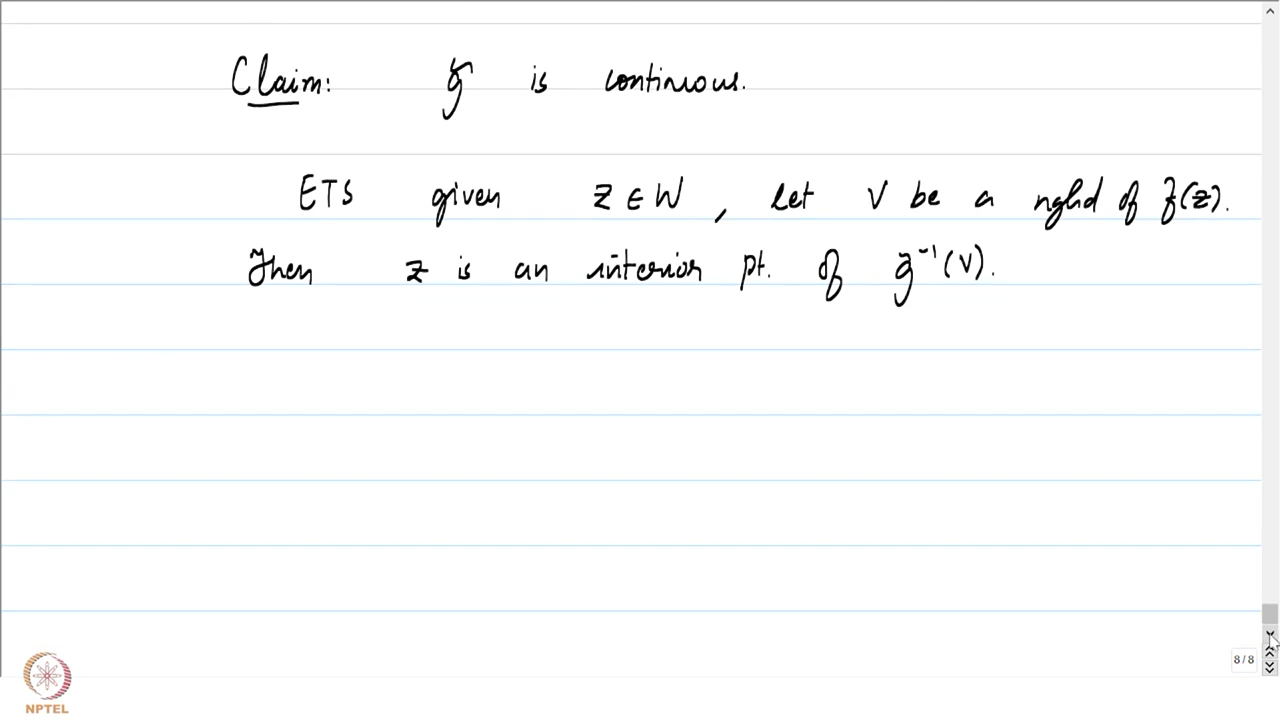 Claim: g is continuous.
ETS given z ∈ W, let V be a nghd of g(z).
Then z is an interior pt. of g⁻¹(V).
8 / 8
NPTEL